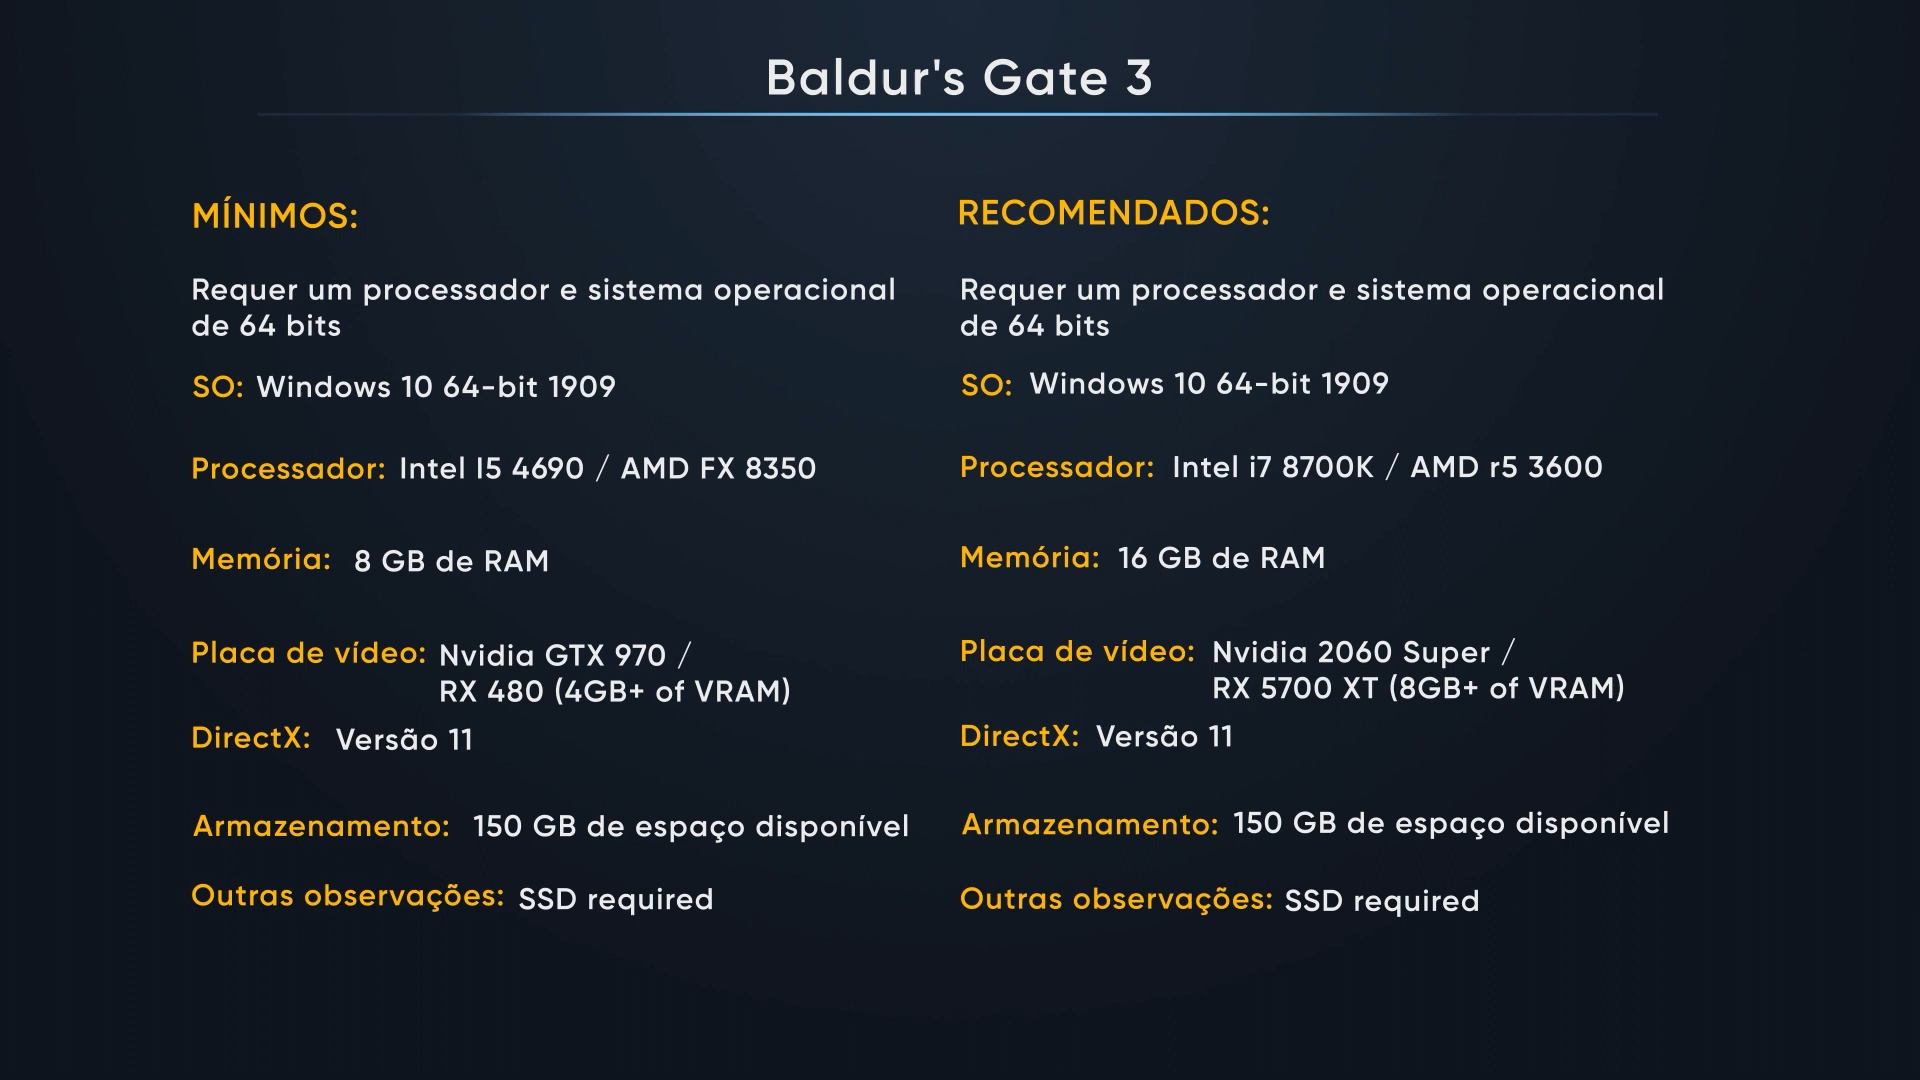 Baldur's Gate 3
MÍNIMOS:
Requer um processador e sistema operacional
de 64 bits
SO: Windows 10 64-bit 1909
Processador: Intel I5 4690 / AMD FX 8350
Memória: 8 GB de RAM
Placa de vídeo: Nvidia GTX 970 /
RX 480 (4GB+ of VRAM)
DirectX: Versão 11
Armazenamento: 150 GB de espaço disponível
Outras observações: SSD required
RECOMENDADOS:
Requer um processador e sistema operacional
de 64 bits
SO: Windows 10 64-bit 1909
Processador: Intel i7 8700K / AMD r5 3600
Memória: 16 GB de RAM
Placa de vídeo: Nvidia 2060 Super /
RX 5700 XT (8GB+ of VRAM)
DirectX: Versão 11
Armazenamento: 150 GB de espaço disponível
Outras observações: SSD required